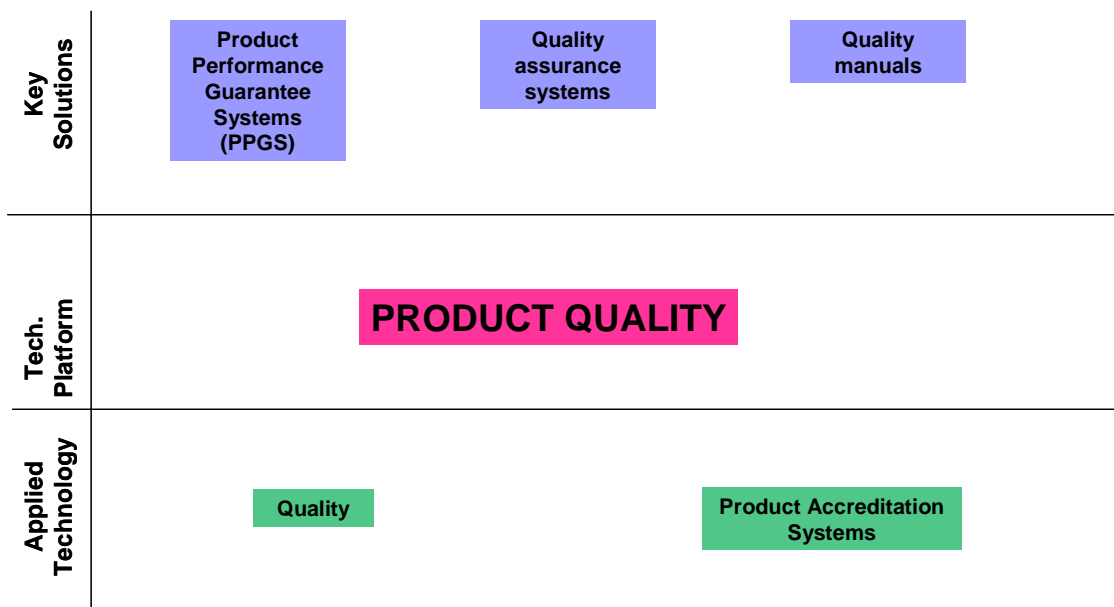 Key
Solutions
Product
Performance
Guarantee
Systems
(PPGS)
Quality
assurance
systems
Quality
manuals
Tech.
Platform
PRODUCT QUALITY
Applied
Technology
Quality
Product Accreditation
Systems